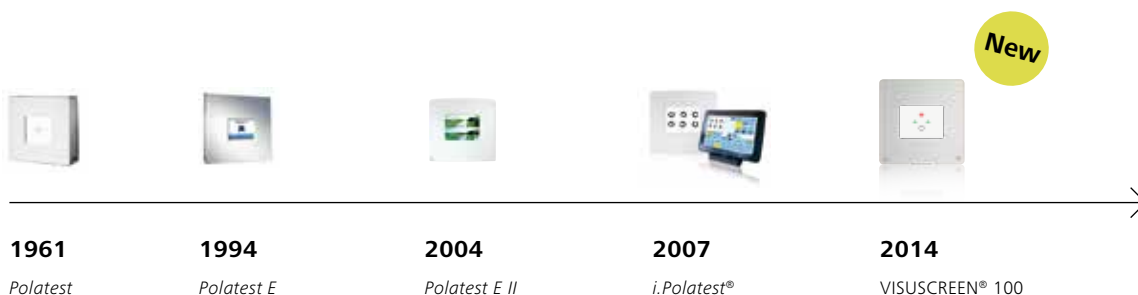 New
1961
1994
2004
2007
2014
Polatest
Polatest E
Polatest E II
i.Polatest®
VISUSCREEN® 100